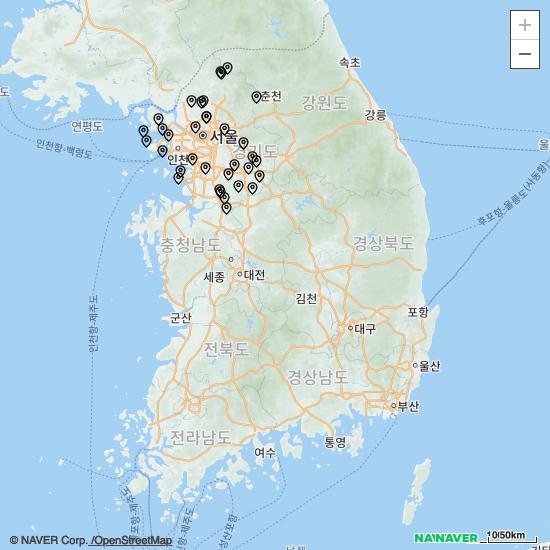 +
−
속초
춘천
강원도
연평도
서울
강릉
경기도
인천
인천항-백령도
울
후포항-울릉도(사동항)
충청남도
경상북도
세종
대전
인천항-제주도
김천
군산
포항
대구
전북도
울산
경상남도
부산
전라남도
통영
여수
© NAVER Corp. /OpenStreetMap
NAVER
10/50km